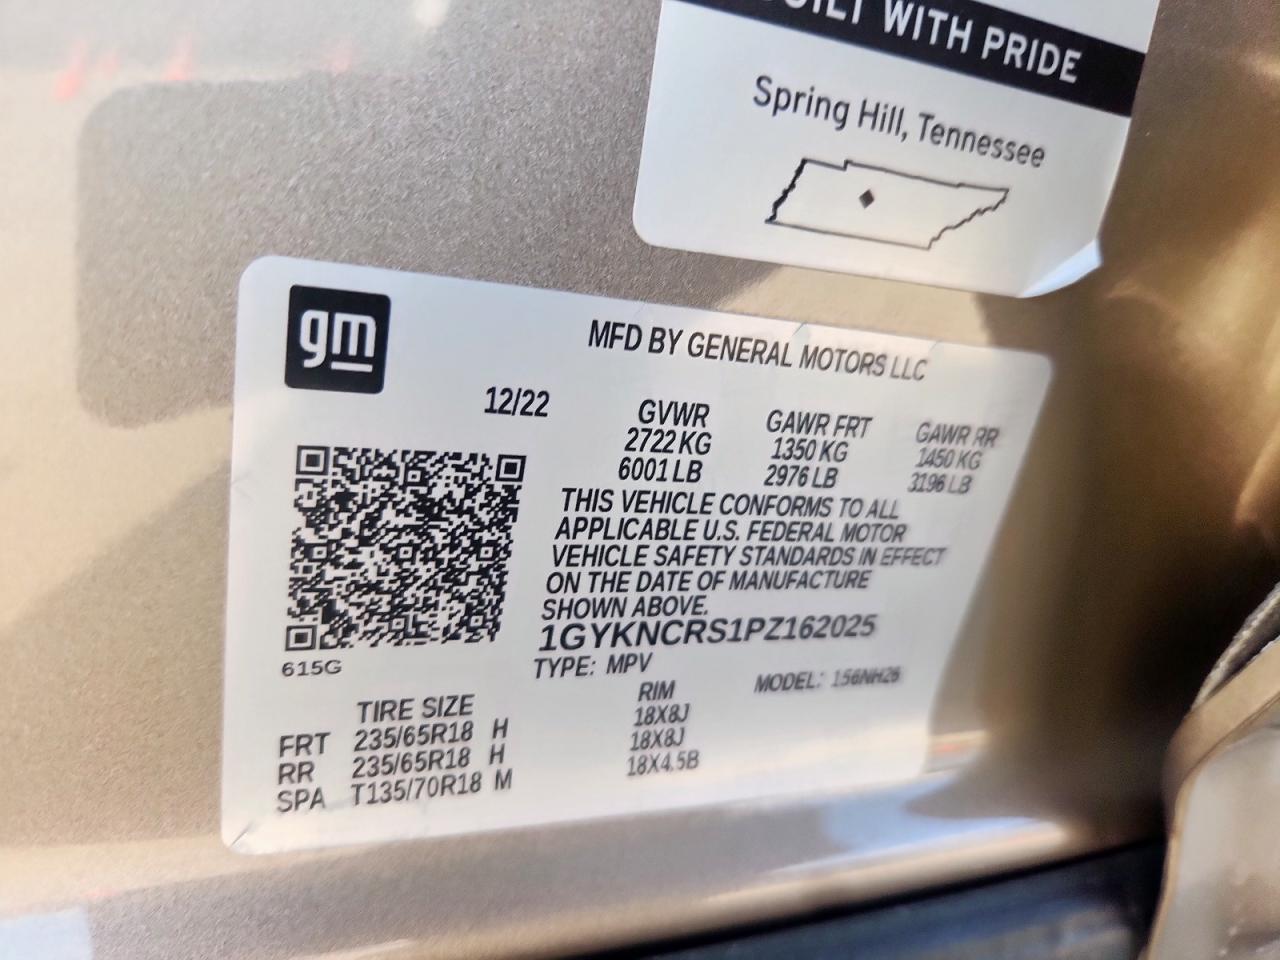 BUILT WITH PRIDE
Spring Hill, Tennessee
gm
MFD BY GENERAL MOTORS LLC
12/22
GVWR GAWR FRT GAWR RR
2722 KG 1350 KG 1450 KG
6001 LB 2976 LB 3196 LB
THIS VEHICLE CONFORMS TO ALL
APPLICABLE U.S. FEDERAL MOTOR
VEHICLE SAFETY STANDARDS IN EFFECT
ON THE DATE OF MANUFACTURE
SHOWN ABOVE.
1GYKNCRS1PZ162025
615G
TYPE: MPV
MODEL: 156NH26
TIRE SIZE RIM
FRT 235/65R18 H 18X8J
RR 235/65R18 H 18X8J
SPA T135/70R18 M 18X4.5B